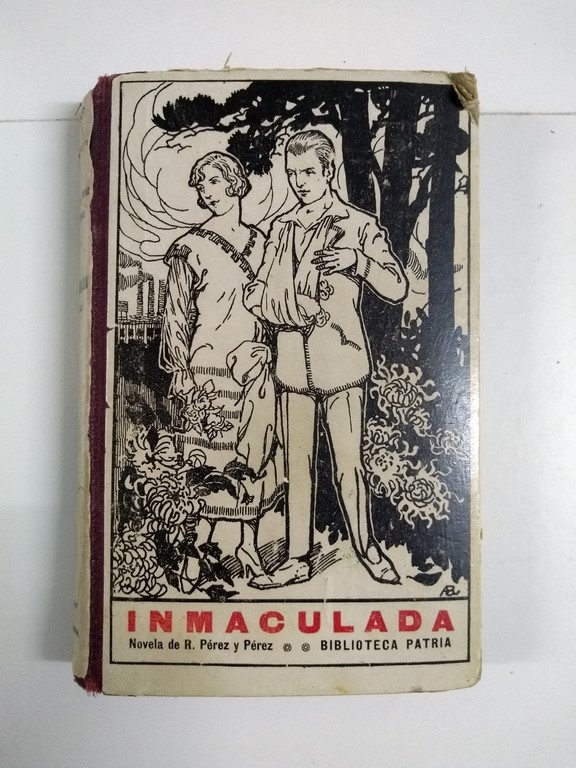 INMACULADA
Novela de R. Pérez y Pérez BIBLIOTECA PATRIA